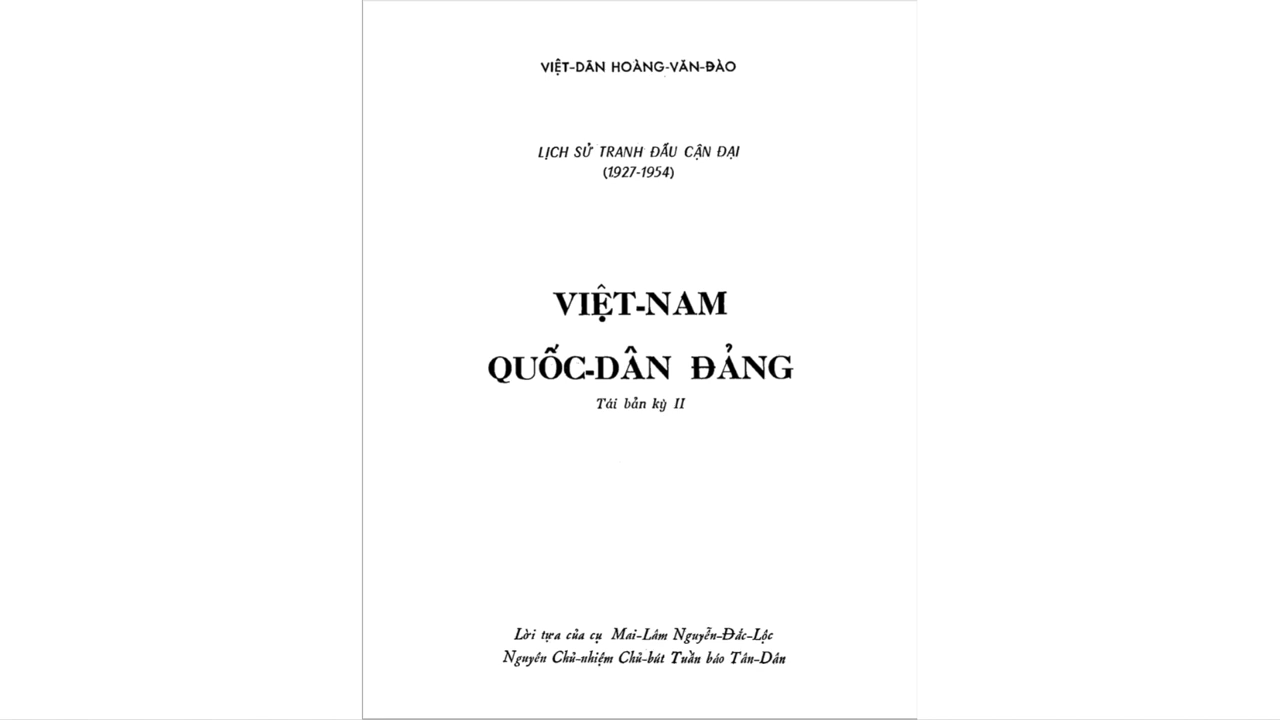 VIỆT-DÂN HOÀNG-VĂN-ĐÀO
LỊCH SỬ TRANH ĐẤU CẬN ĐẠI
(1927-1954)
VIỆT-NAM
QUỐC-DÂN ĐẢNG
Tái bản kỳ II
Lời tựa của cụ Mai-Lâm Nguyễn-Đắc-Lộc
Nguyên Chủ-nhiệm Chủ-bút Tuần báo Tân-Dân